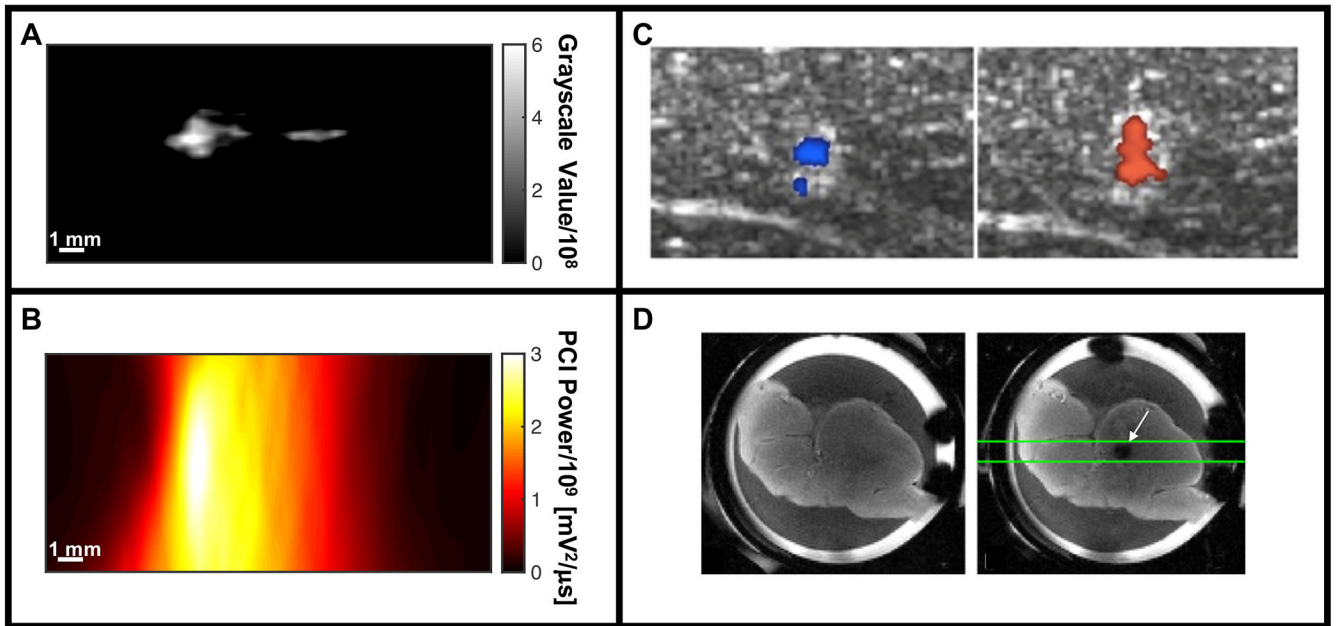 A
6
4
2
0
Grayscale Value/10⁸
1 mm
B
3
2
1
0
PCI Power/10⁹ [mV²/µs]
1 mm
C
D